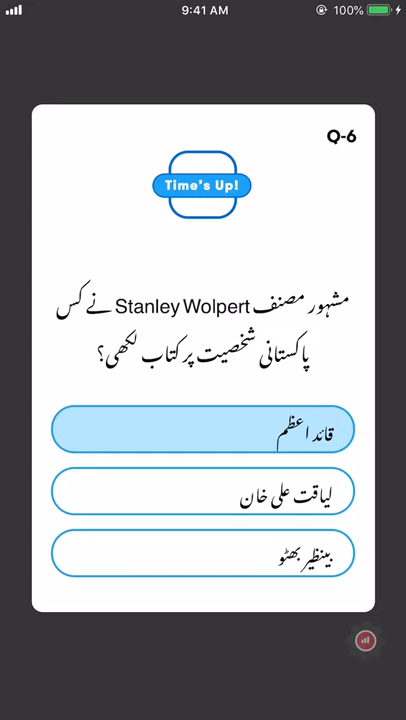 9:41 AM
100%
Q-6
Time's Up!
مشہور مصنف Stanley Wolpert نے کس
پاکستانی شخصیت پر کتاب لکھی؟
قائد اعظم
لیاقت علی خان
بینظیر بھٹو